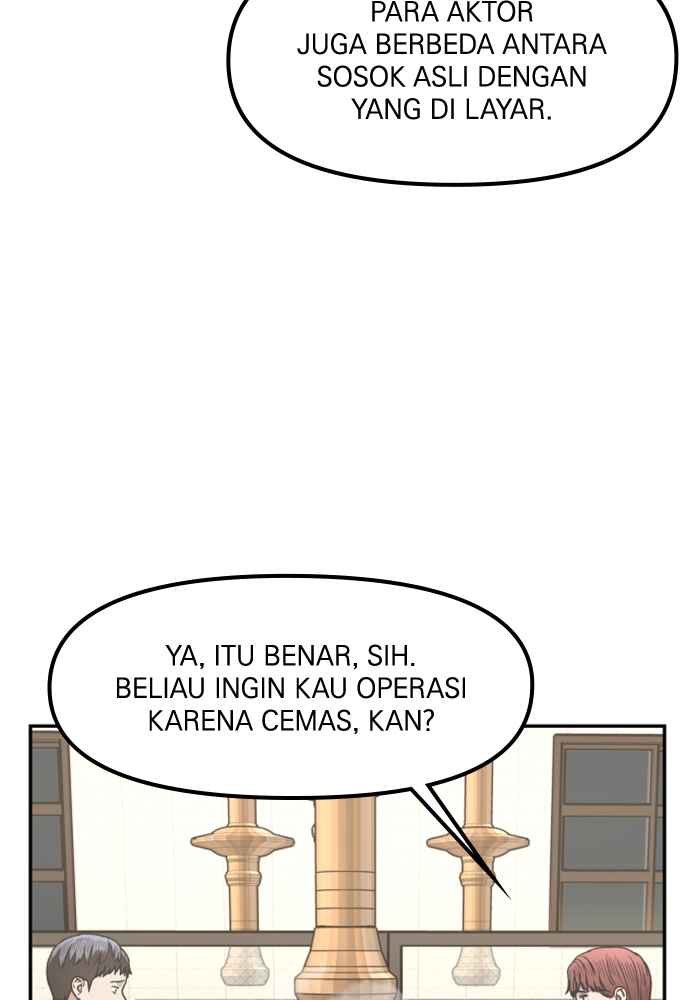 PARA AKTOR
JUGA BERBEDA ANTARA
SOSOK ASLI DENGAN
YANG DI LAYAR.
YA, ITU BENAR, SIH.
BELIAU INGIN KAU OPERASI
KARENA CEMAS, KAN?